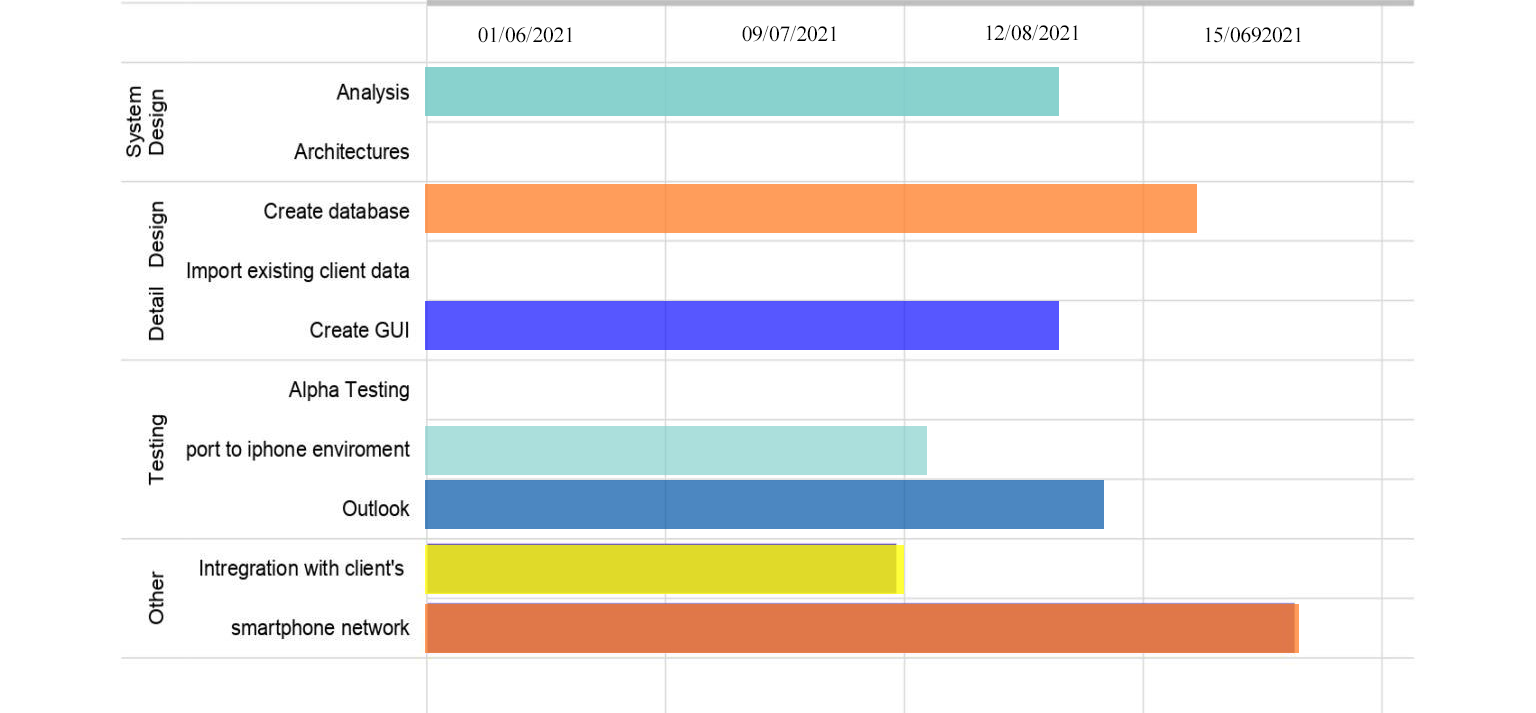 01/06/2021 09/07/2021 12/08/2021 15/0692021
System
Design
Analysis
Architectures
Detail Design
Create database
Import existing client data
Create GUI
Testing
Alpha Testing
port to iphone enviroment
Outlook
Other
Intregration with client's
smartphone network